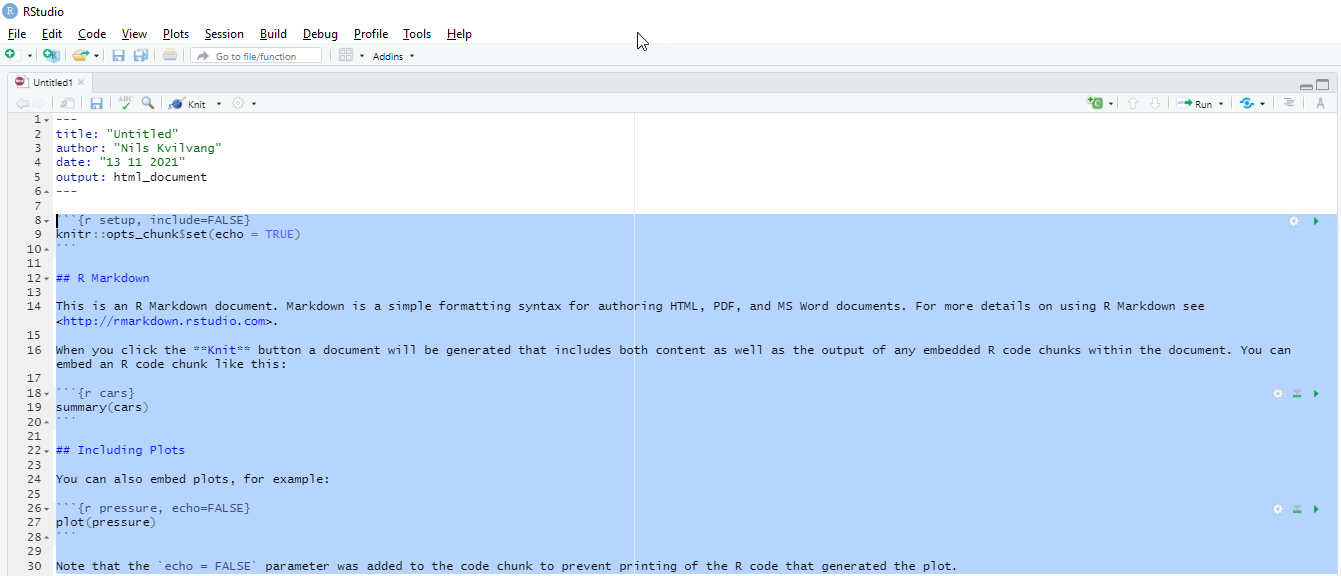 RStudio
File Edit Code View Plots Session Build Debug Profile Tools Help
Go to file/function Addins
Untitled1
ABC Knit Run
1 ---
2 title: "Untitled"
3 author: "Nils Kvilvang"
4 date: "13 11 2021"
5 output: html_document
6 ---
7
8 ```{r setup, include=FALSE}
9 knitr::opts_chunk$set(echo = TRUE)
10 ```
11
12 ## R Markdown
13
14 This is an R Markdown document. Markdown is a simple formatting syntax for authoring HTML, PDF, and MS Word documents. For more details on using R Markdown see
<http://rmarkdown.rstudio.com>.
15
16 When you click the **Knit** button a document will be generated that includes both content as well as the output of any embedded R code chunks within the document. You can
embed an R code chunk like this:
17
18 ```{r cars}
19 summary(cars)
20 ```
21
22 ## Including Plots
23
24 You can also embed plots, for example:
25
26 ```{r pressure, echo=FALSE}
27 plot(pressure)
28 ```
29
30 Note that the `echo = FALSE` parameter was added to the code chunk to prevent printing of the R code that generated the plot.